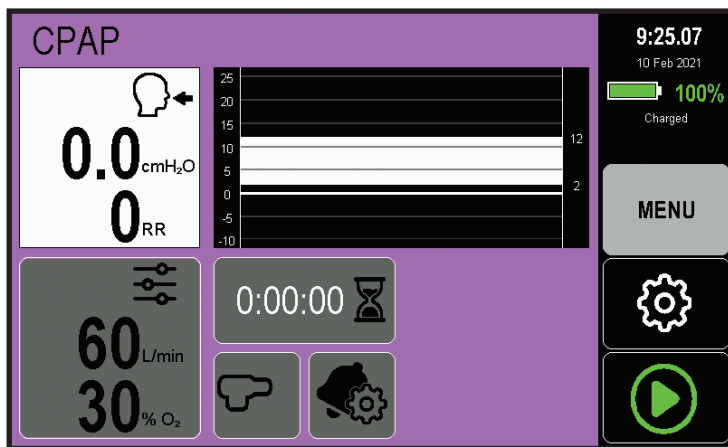 CPAP
9:25.07
10 Feb 2021
100%
Charged
0.0 cmH₂O
0 RR
25
20
15
10
5
0
-5
-10
12
2
MENU
60 L/min
30 % O₂
0:00:00